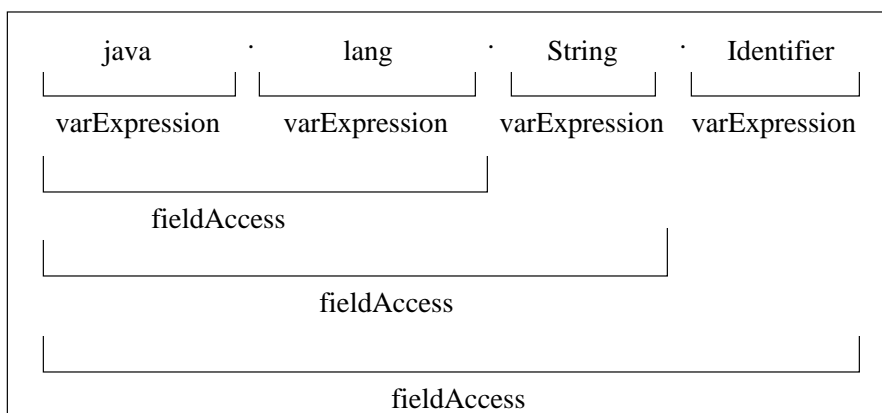 java . lang . String . Identifier
varExpression varExpression varExpression varExpression
fieldAccess
fieldAccess
fieldAccess